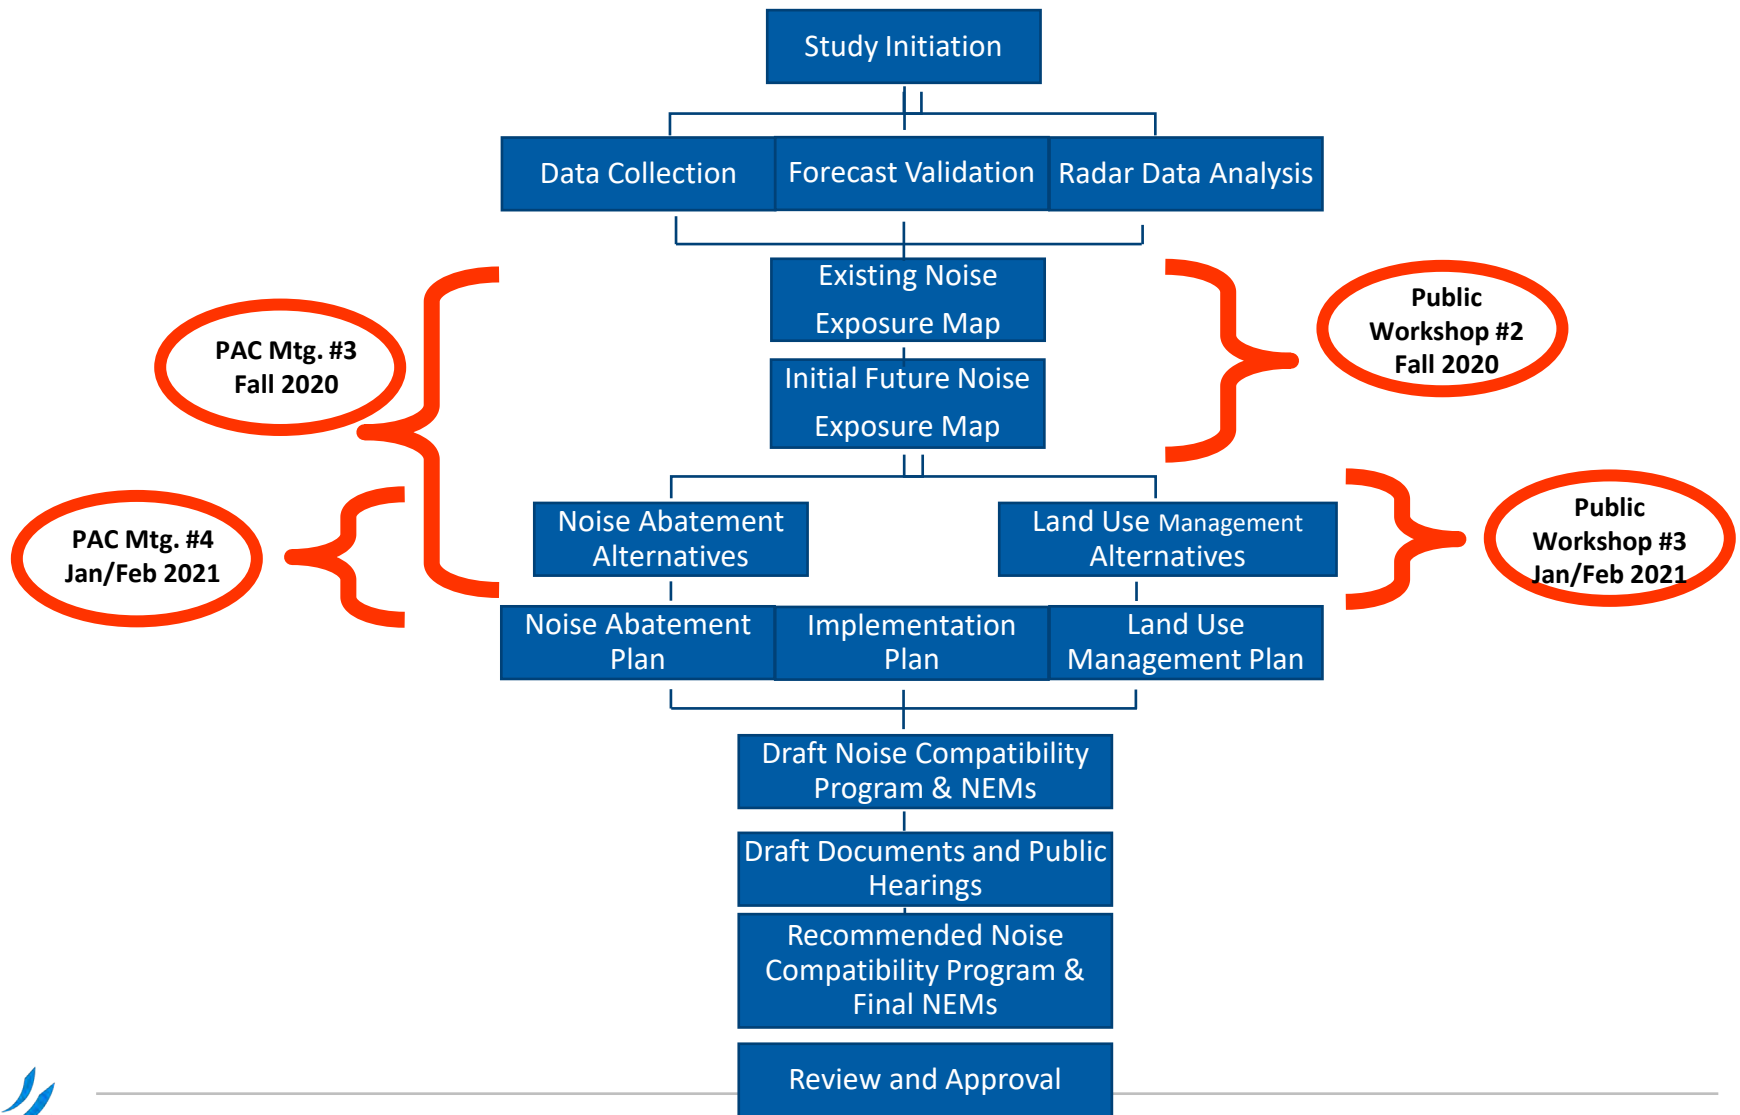 Study Initiation
Data Collection
Forecast Validation
Radar Data Analysis
Existing Noise
Exposure Map
Public
Workshop #2
Fall 2020
PAC Mtg. #3
Fall 2020
Initial Future Noise
Exposure Map
PAC Mtg. #4
Jan/Feb 2021
Noise Abatement
Alternatives
Land Use Management
Alternatives
Public
Workshop #3
Jan/Feb 2021
Noise Abatement
Plan
Implementation
Plan
Land Use
Management Plan
Draft Noise Compatibility
Program & NEMs
Draft Documents and Public
Hearings
Recommended Noise
Compatibility Program &
Final NEMs
Review and Approval